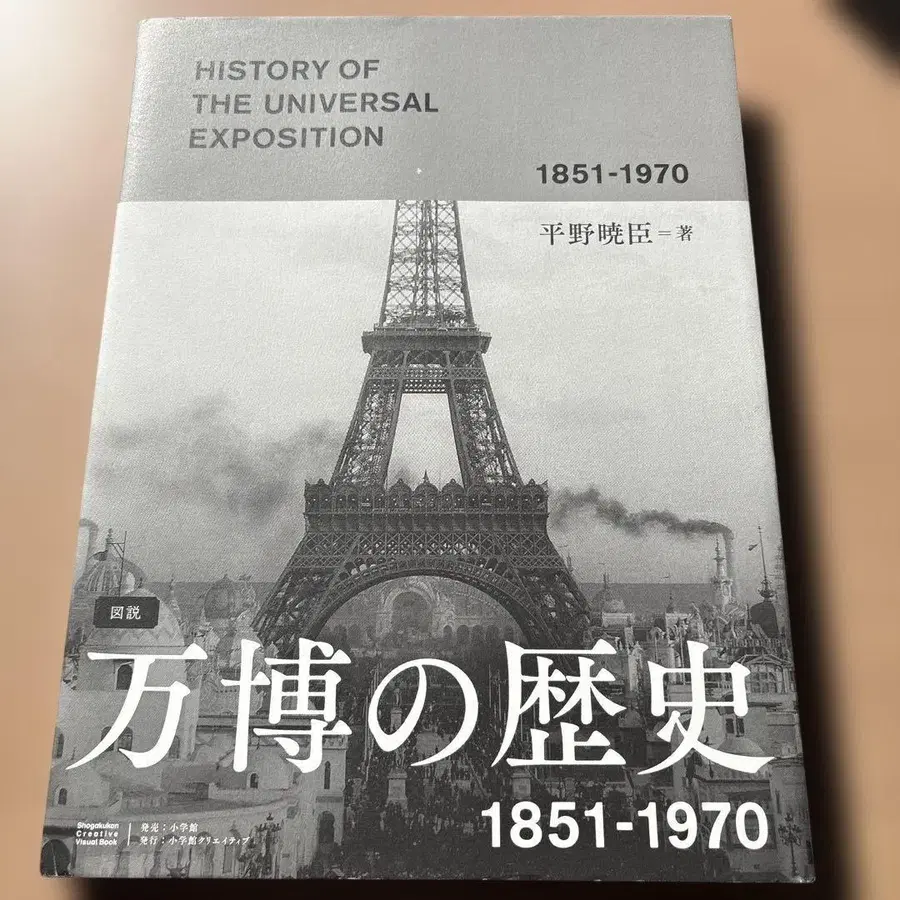 HISTORY OF
THE UNIVERSAL
EXPOSITION
1851-1970
平野暁臣＝著
図説
万博の歴史
1851-1970
Shogakukan
Creative
Visual Book
発売：小学館
発行：小学館クリエイティブ